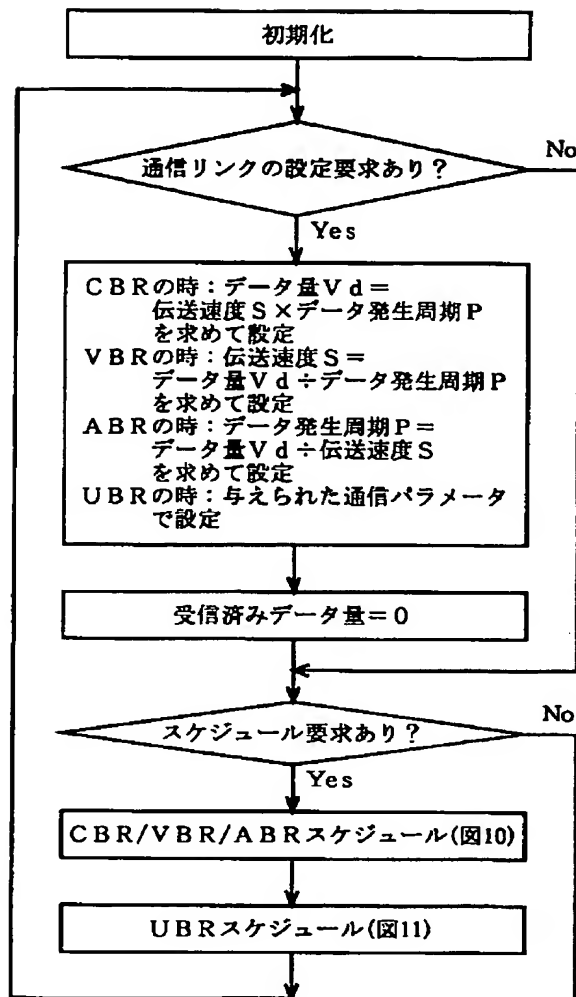 初期化
通信リンクの設定要求あり？
No
Yes
CBRの時：データ量Vd＝
伝送速度S×データ発生周期P
を求めて設定
VBRの時：伝送速度S＝
データ量Vd÷データ発生周期P
を求めて設定
ABRの時：データ発生周期P＝
データ量Vd÷伝送速度S
を求めて設定
UBRの時：与えられた通信パラメータ
で設定
受信済みデータ量＝0
スケジュール要求あり？
No
Yes
CBR/VBR/ABRスケジュール(図10)
UBRスケジュール(図11)